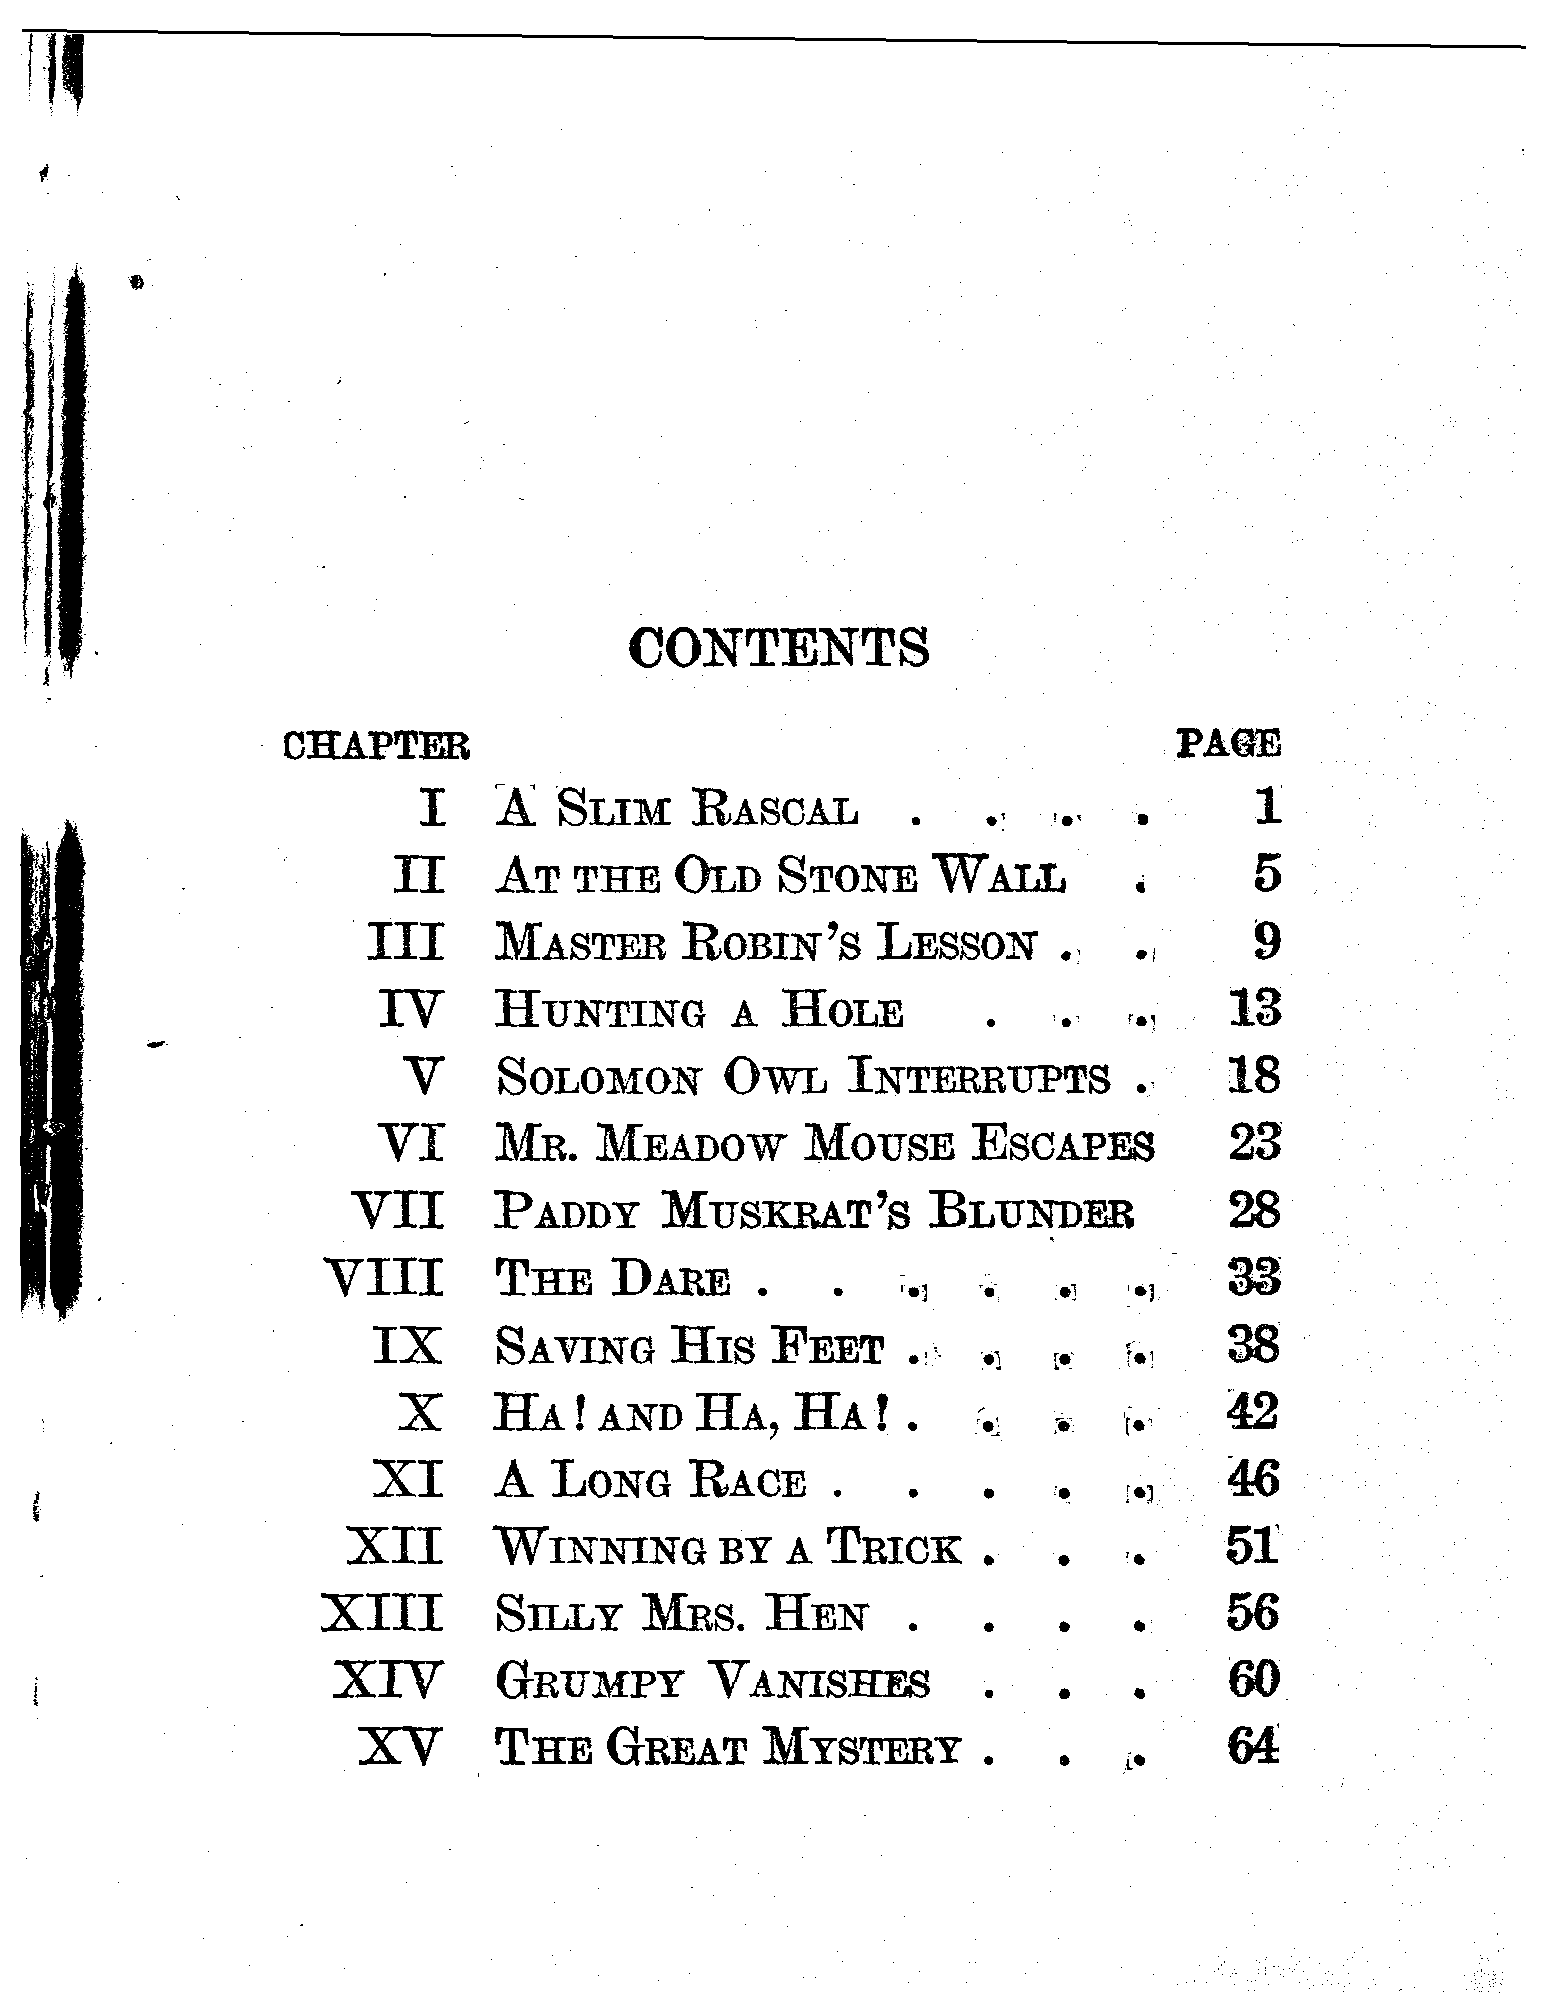 CONTENTS
CHAPTER PAGE
I A SLIM RASCAL . . . . 1
II AT THE OLD STONE WALL . 5
III MASTER ROBIN'S LESSON . . 9
IV HUNTING A HOLE . . . 13
V SOLOMON OWL INTERRUPTS . 18
VI MR. MEADOW MOUSE ESCAPES 23
VII PADDY MUSKRAT'S BLUNDER 28
VIII THE DARE . . . . . . 33
IX SAVING HIS FEET . . . . 38
X HA! AND HA, HA! . . . . 42
XI A LONG RACE . . . . . 46
XII WINNING BY A TRICK . . . 51
XIII SILLY MRS. HEN . . . . 56
XIV GRUMPY VANISHES . . . 60
XV THE GREAT MYSTERY . . . 64